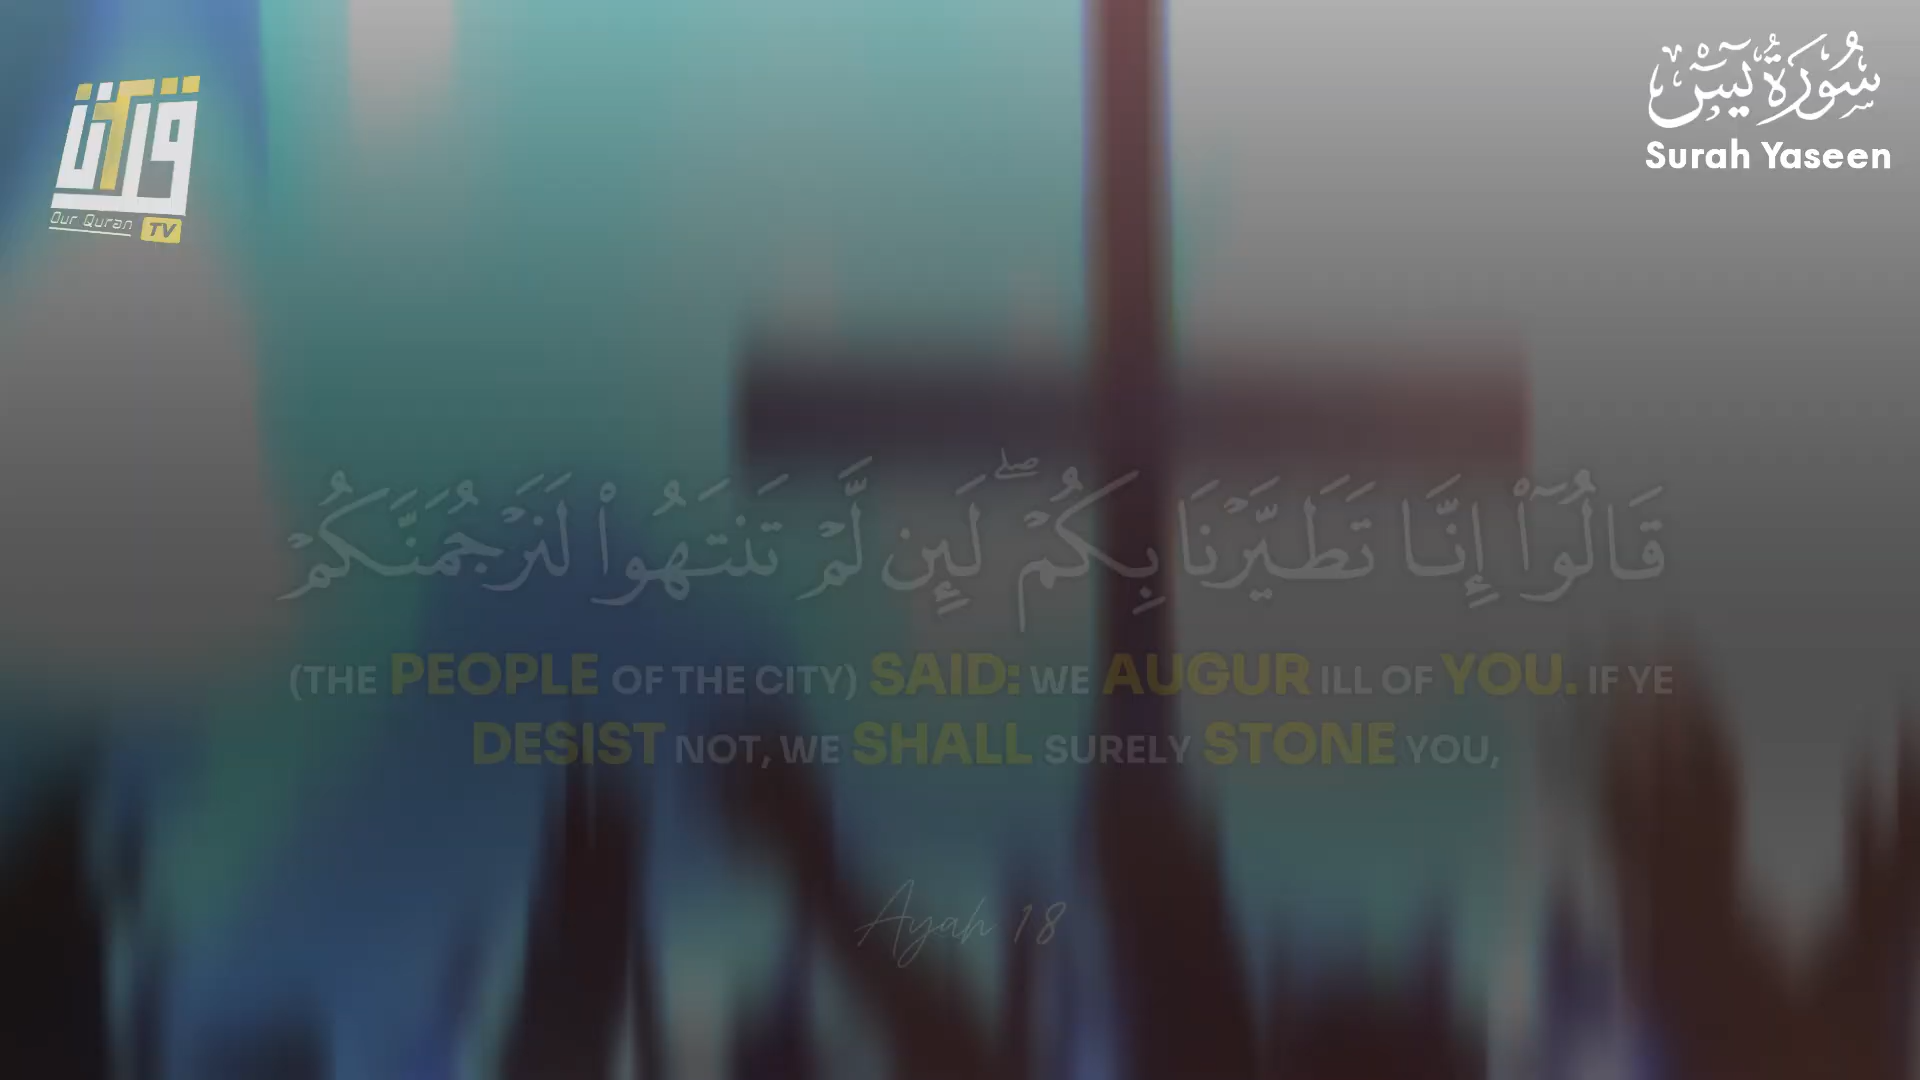 سُورَةُ يسٓ
Surah Yaseen
قرآننا
Our Quran TV
قَالُوٓا۟ إِنَّا تَطَيَّرْنَا بِكُمْ ۖ لَئِن لَّمْ تَنتَهُوا۟ لَنَرْجُمَنَّكُمْ
(THE PEOPLE OF THE CITY) SAID: WE AUGUR ILL OF YOU. IF YE
DESIST NOT, WE SHALL SURELY STONE YOU,
Ayah 18